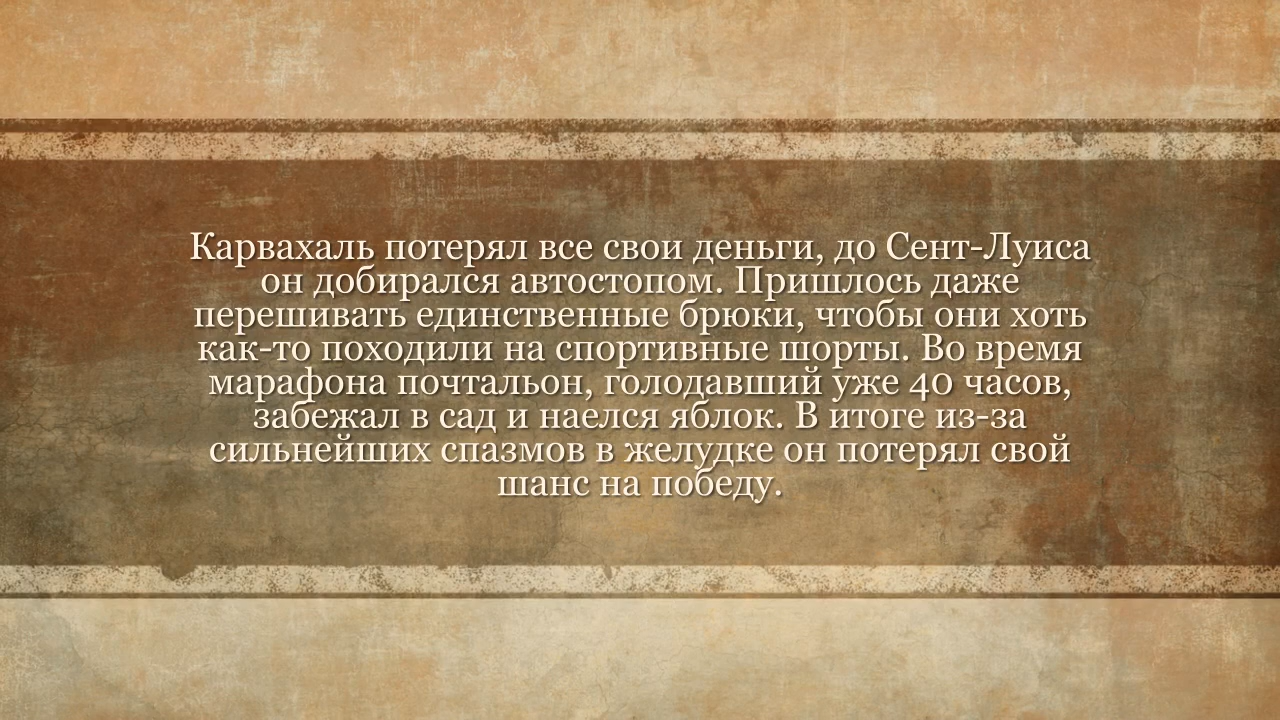 Карвахаль потерял все свои деньги, до Сент-Луиса
он добирался автостопом. Пришлось даже
перешивать единственные брюки, чтобы они хоть
как-то походили на спортивные шорты. Во время
марафона почтальон, голодавший уже 40 часов,
забежал в сад и наелся яблок. В итоге из-за
сильнейших спазмов в желудке он потерял свой
шанс на победу.